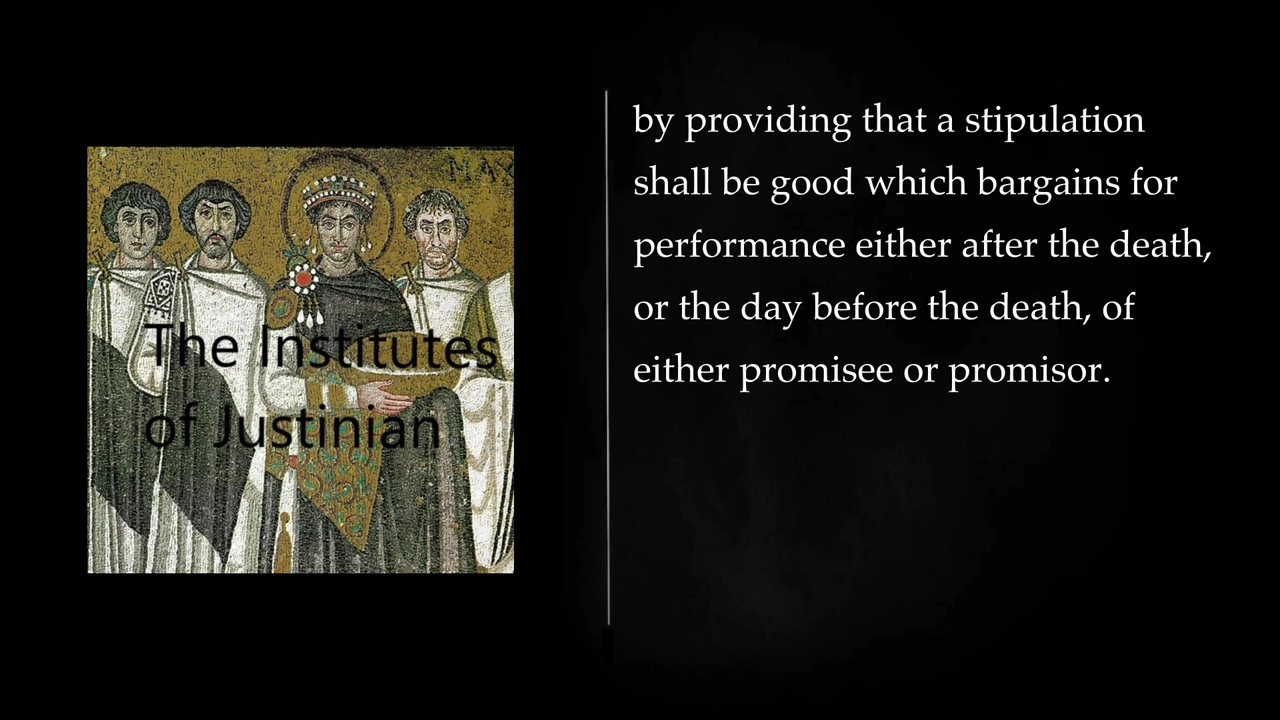 MAX
The Institutes
of Justinian
by providing that a stipulation
shall be good which bargains for
performance either after the death,
or the day before the death, of
either promisee or promisor.